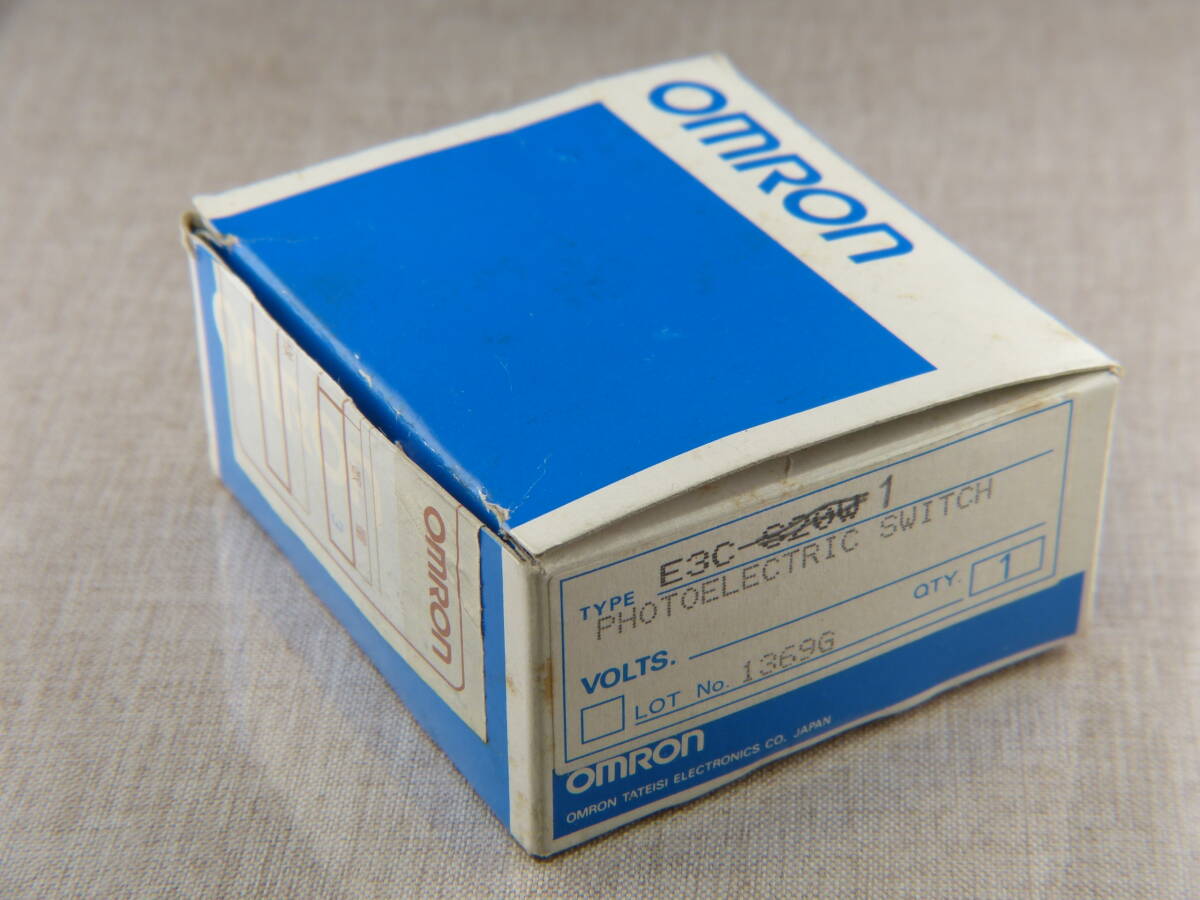 OMRON
TYPE E3C-G20W 1
PHOTOELECTRIC SWITCH
VOLTS.
QTY. 1
LOT No. 1369G
OMRON
OMRON TATEISI ELECTRONICS CO. JAPAN
OMRON